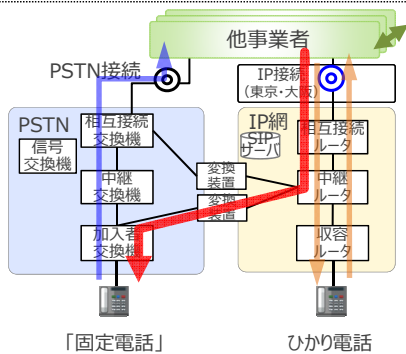 他事業者
PSTN接続
IP接続
(東京・大阪)
PSTN
相互接続
交換機
信号
交換機
中継
交換機
加入者
交換機
変換
装置
変換
装置
IP網
SIP
サーバ
相互接続
ルータ
中継
ルータ
収容
ルータ
「固定電話」
ひかり電話